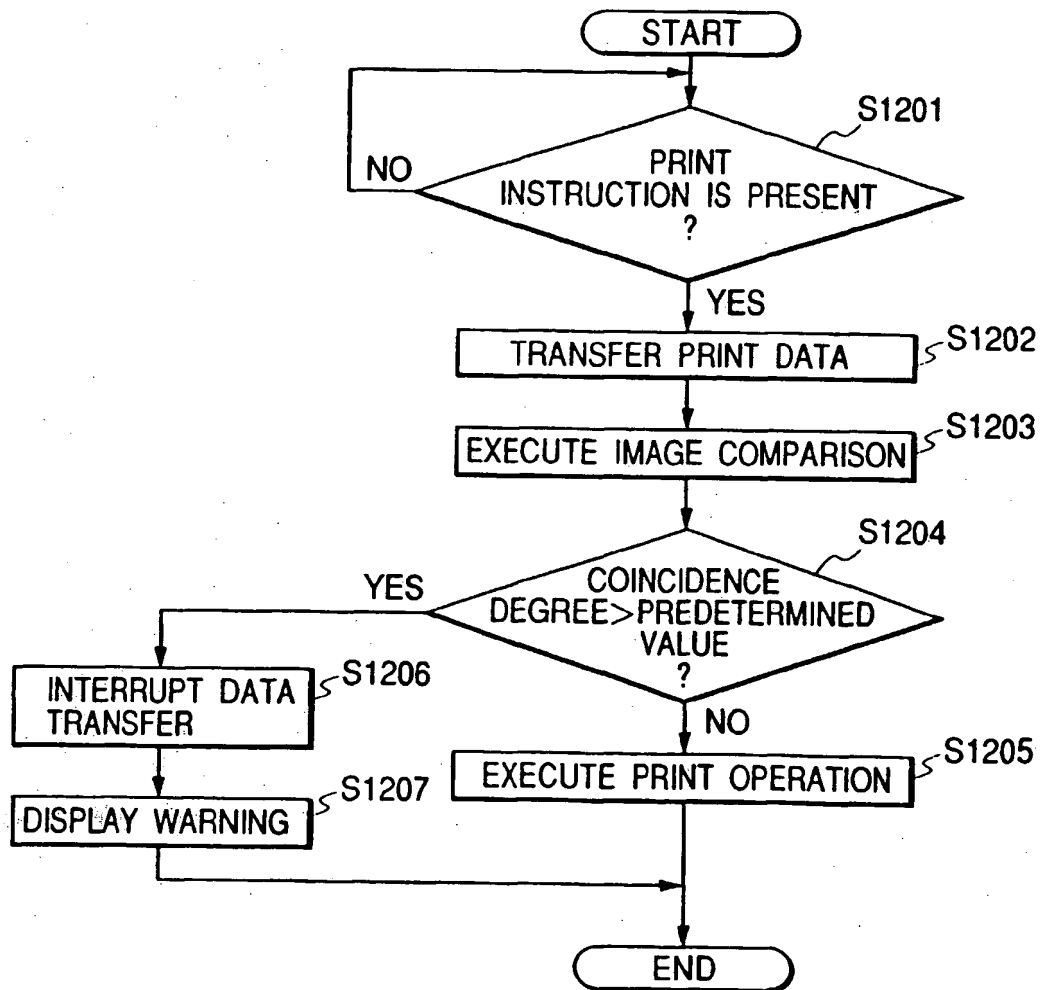 START
S1201
PRINT
INSTRUCTION IS PRESENT
?
NO
YES
TRANSFER PRINT DATA
S1202
EXECUTE IMAGE COMPARISON
S1203
S1204
COINCIDENCE
DEGREE>PREDETERMINED
VALUE
?
YES
NO
INTERRUPT DATA
TRANSFER
S1206
DISPLAY WARNING
S1207
EXECUTE PRINT OPERATION
S1205
END